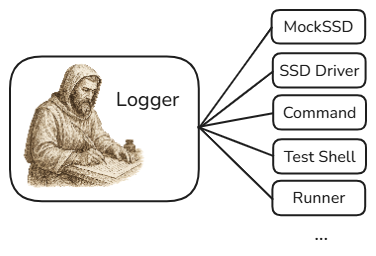 Logger
MockSSD
SSD Driver
Command
Test Shell
Runner
...